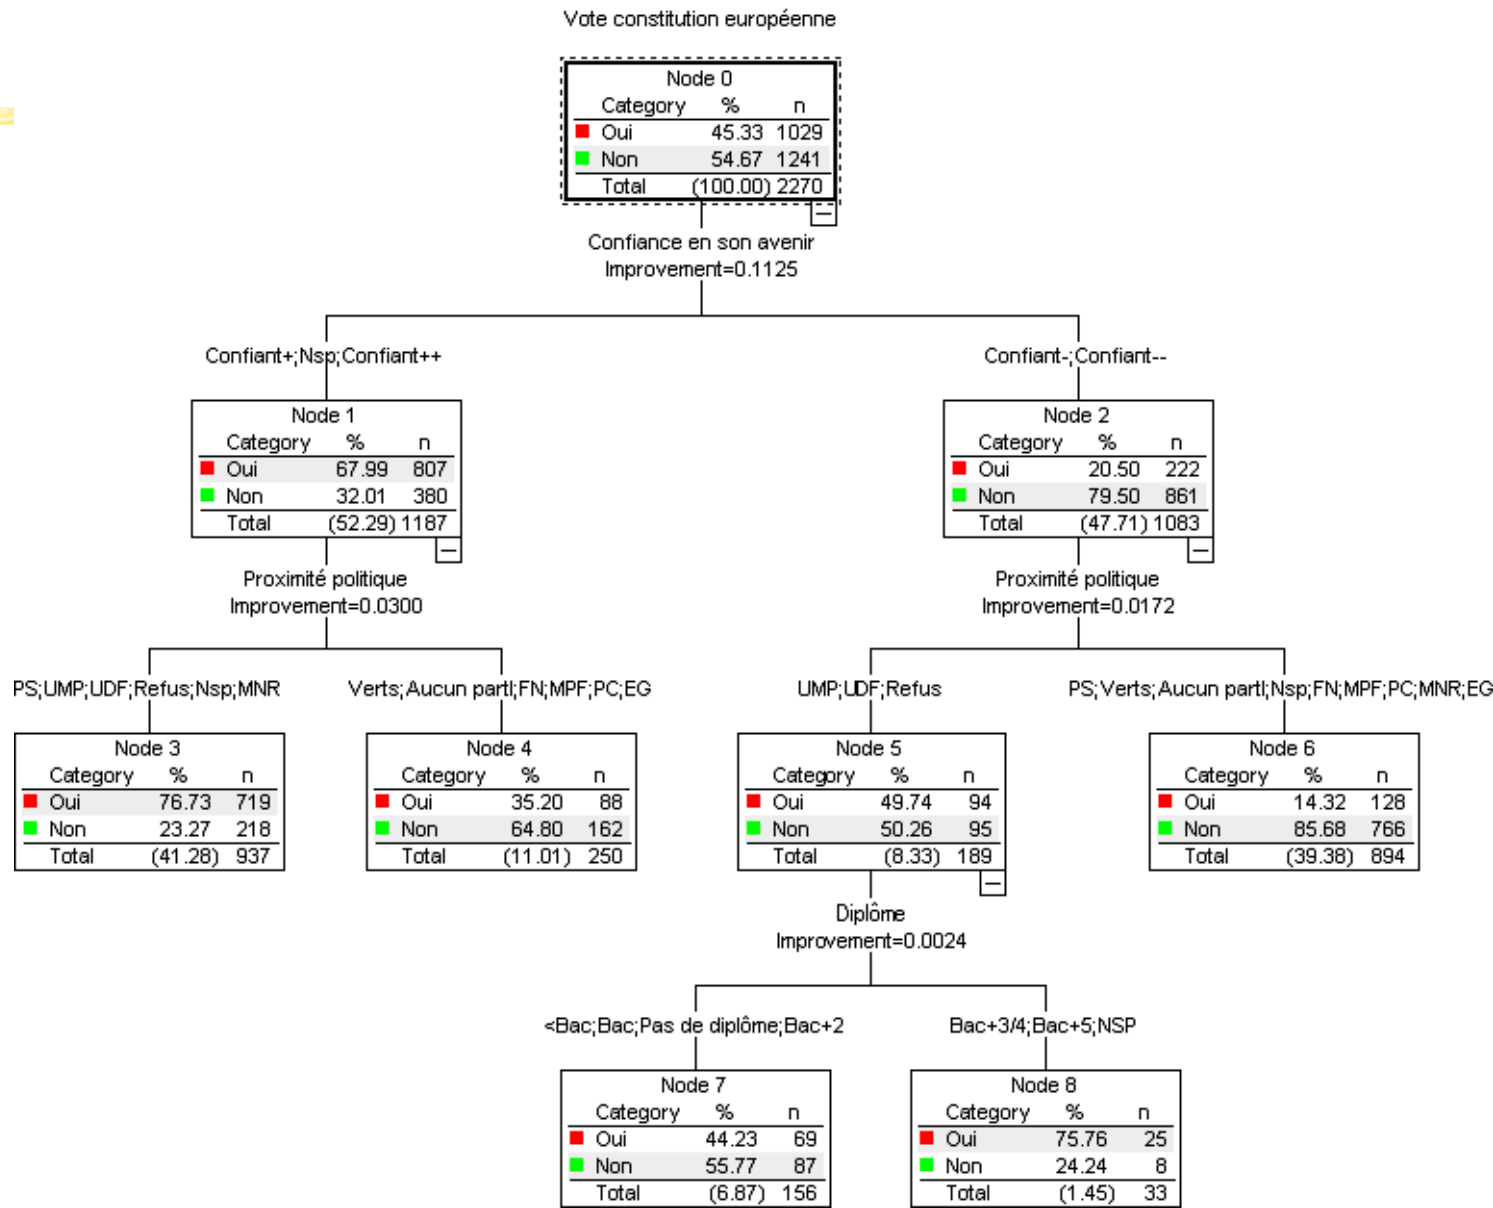 Vote constitution européenne
Node 0
Category % n
Oui 45.33 1029
Non 54.67 1241
Total (100.00) 2270
Confiance en son avenir
Improvement=0.1125
Confiant+;Nsp;Confiant++
Confiant-;Confiant--
Node 1
Category % n
Oui 67.99 807
Non 32.01 380
Total (52.29) 1187
Node 2
Category % n
Oui 20.50 222
Non 79.50 861
Total (47.71) 1083
Proximité politique
Improvement=0.0300
Proximité politique
Improvement=0.0172
PS;UMP;UDF;Refus;Nsp;MNR
Verts;Aucun parti;FN;MPF;PC;EG
UMP;UDF;Refus
PS;Verts;Aucun parti;Nsp;FN;MPF;PC;MNR;EG
Node 3
Category % n
Oui 76.73 719
Non 23.27 218
Total (41.28) 937
Node 4
Category % n
Oui 35.20 88
Non 64.80 162
Total (11.01) 250
Node 5
Category % n
Oui 49.74 94
Non 50.26 95
Total (8.33) 189
Node 6
Category % n
Oui 14.32 128
Non 85.68 766
Total (39.38) 894
Diplôme
Improvement=0.0024
<Bac;Bac;Pas de diplôme;Bac+2
Bac+3/4;Bac+5;NSP
Node 7
Category % n
Oui 44.23 69
Non 55.77 87
Total (6.87) 156
Node 8
Category % n
Oui 75.76 25
Non 24.24 8
Total (1.45) 33